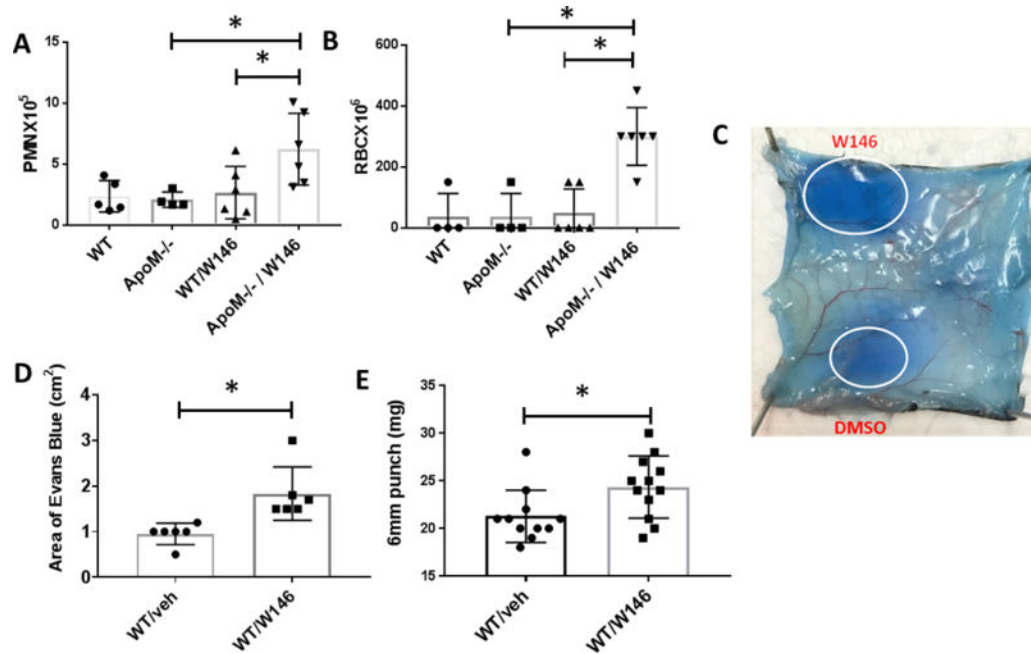 A
PMNX10⁵
15
10
5
0
*
*
WT
ApoM-/-
WT/W146
ApoM-/- / W146
B
RBCX10⁶
600
400
200
0
*
*
WT
ApoM-/-
WT/W146
ApoM-/- / W146
C
W146
DMSO
D
Area of Evans Blue (cm²)
4
3
2
1
0
*
WT/veh
WT/W146
E
6mm punch (mg)
35
30
25
20
15
*
WT/veh
WT/W146